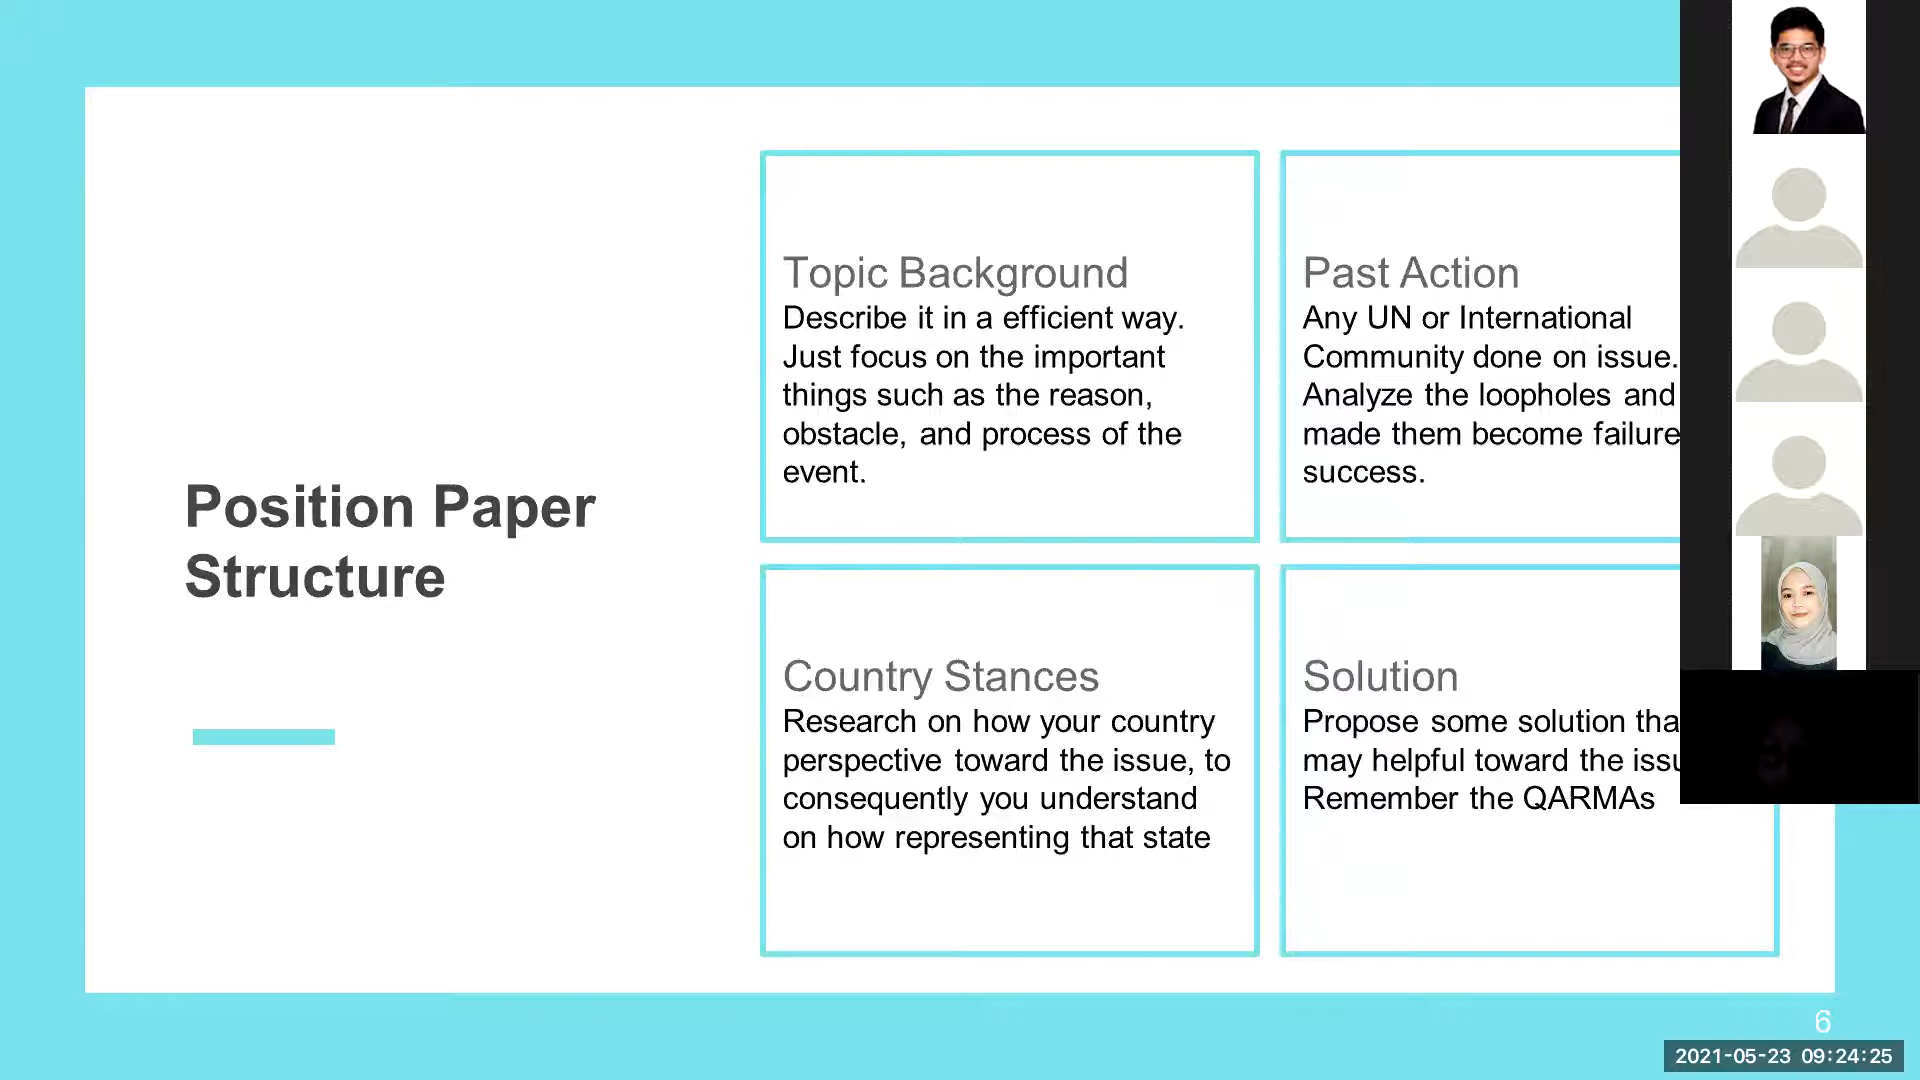 Position Paper
Structure
Topic Background
Describe it in a efficient way.
Just focus on the important
things such as the reason,
obstacle, and process of the
event.
Past Action
Any UN or International
Community done on issue.
Analyze the loopholes and
made them become failure
success.
Country Stances
Research on how your country
perspective toward the issue, to
consequently you understand
on how representing that state
Solution
Propose some solution
may helpful toward the
Remember the QARMAs
6
2021-05-23 09:24:25